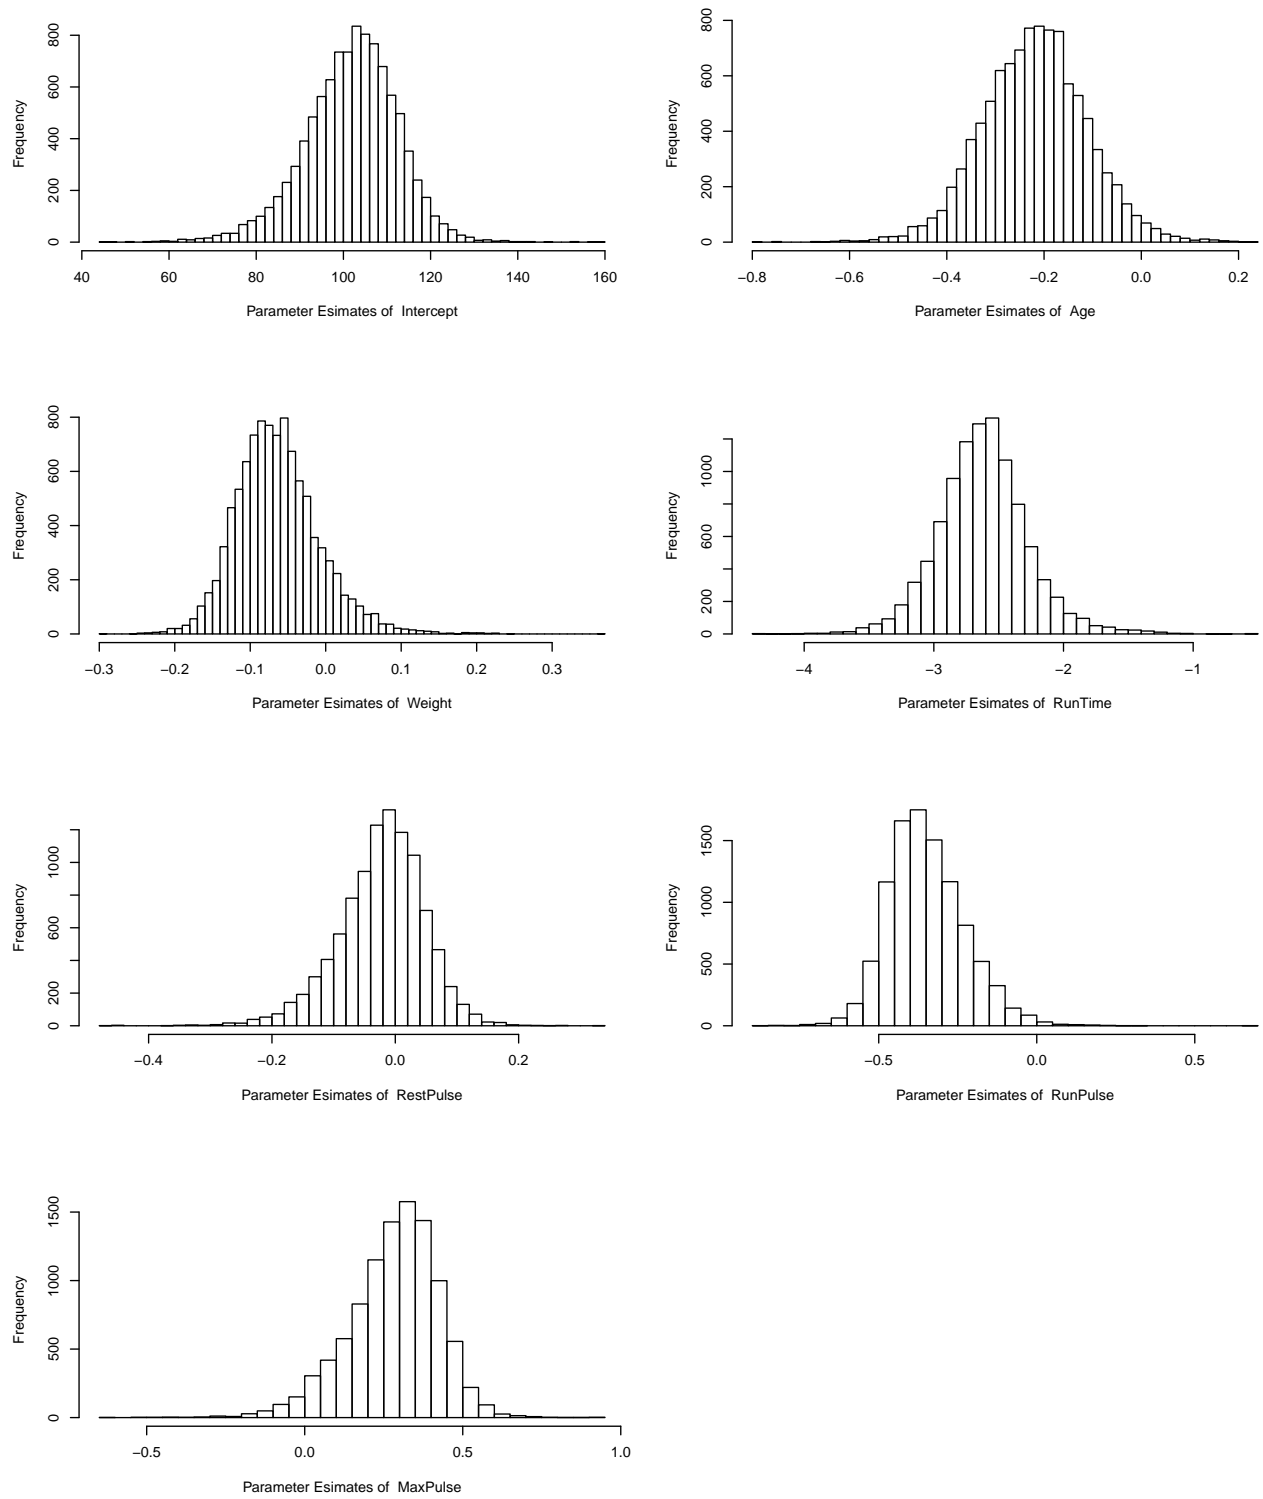 Frequency
0 200 400 600 800
40 60 80 100 120 140 160
Parameter Esimates of Intercept
Frequency
0 200 400 600 800
−0.8 −0.6 −0.4 −0.2 0.0 0.2
Parameter Esimates of Age
Frequency
0 200 400 600 800
−0.3 −0.2 −0.1 0.0 0.1 0.2 0.3
Parameter Esimates of Weight
Frequency
0 200 600 1000
−4 −3 −2 −1
Parameter Esimates of RunTime
Frequency
0 200 600 1000
−0.4 −0.2 0.0 0.2
Parameter Esimates of RestPulse
Frequency
0 500 1000 1500
−0.5 0.0 0.5
Parameter Esimates of RunPulse
Frequency
0 500 1000 1500
−0.5 0.0 0.5 1.0
Parameter Esimates of MaxPulse